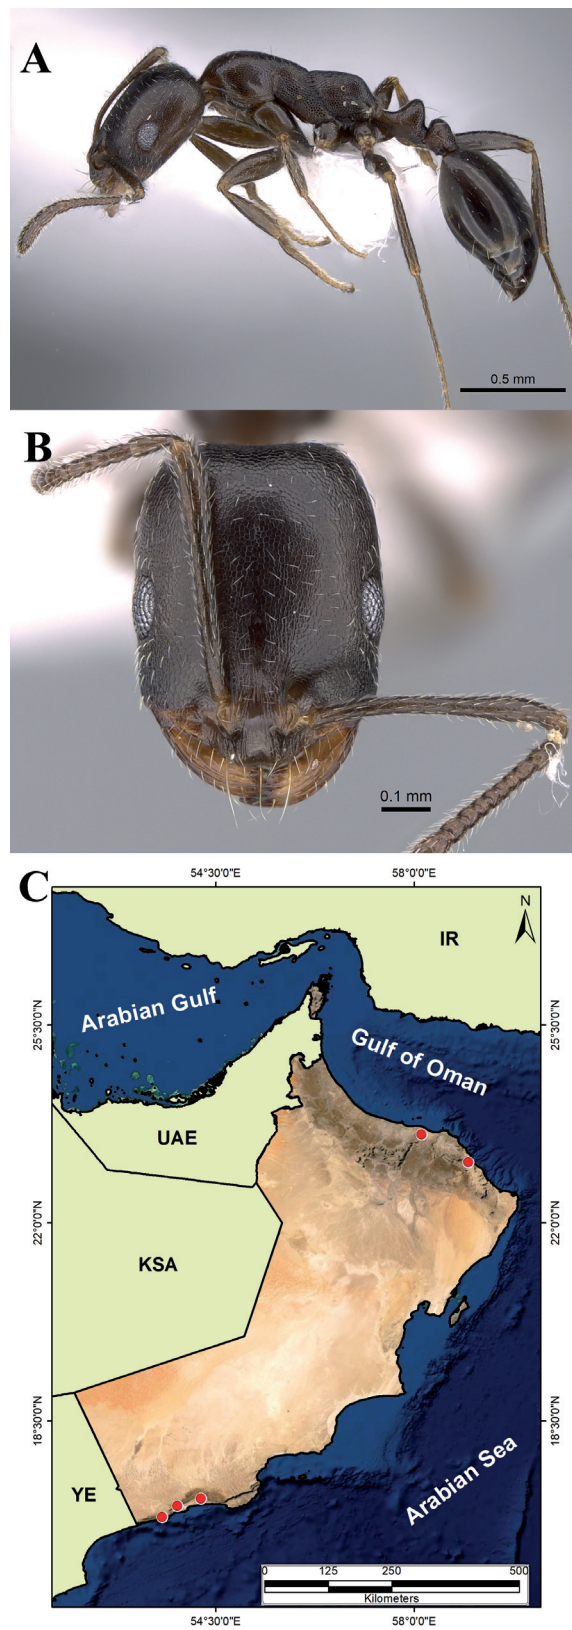 A
0.5 mm
B
0.1 mm
C
54°30'0"E
58°0'0"E
N
IR
Arabian Gulf
25°30'0"N
25°30'0"N
Gulf of Oman
UAE
22°0'0"N
22°0'0"N
KSA
18°30'0"N
18°30'0"N
Arabian Sea
YE
0 125 250 500
Kilometers
54°30'0"E
58°0'0"E